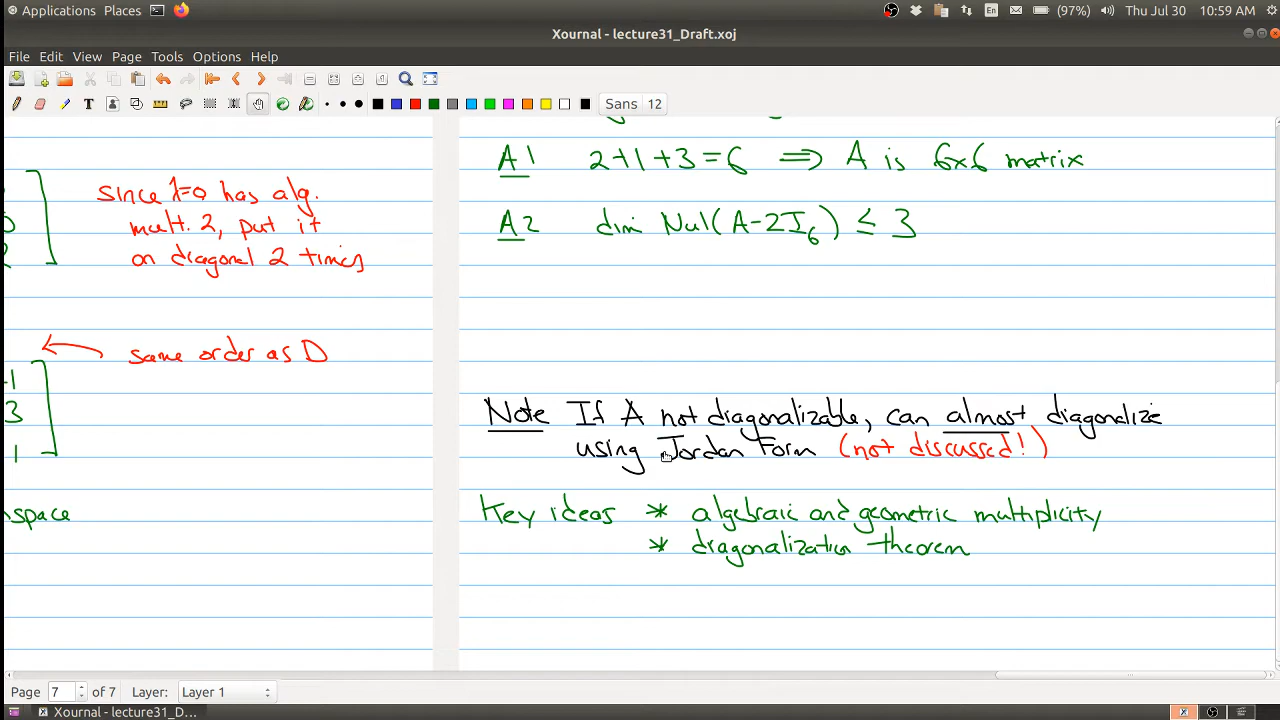 Applications Places (97%) Thu Jul 30 10:59 AM
Xournal - lecture31_Draft.xoj
File Edit View Page Tools Options Help
Sans 12
since λ=0 has alg.
mult. 2, put it
on diagonal 2 times
same order as D
-1
3
1
space
A1 2+1+3=6 ⟹ A is 6x6 matrix
A2 dim Nul(A-2I₆) ≤ 3
Note If A not diagonalizable, can almost diagonalize
using Jordan Form (not discussed!)
Key ideas * algebraic and geometric multiplicity
* diagonalization theorem
Page 7 of 7 Layer: Layer 1
Xournal - lecture31_D...